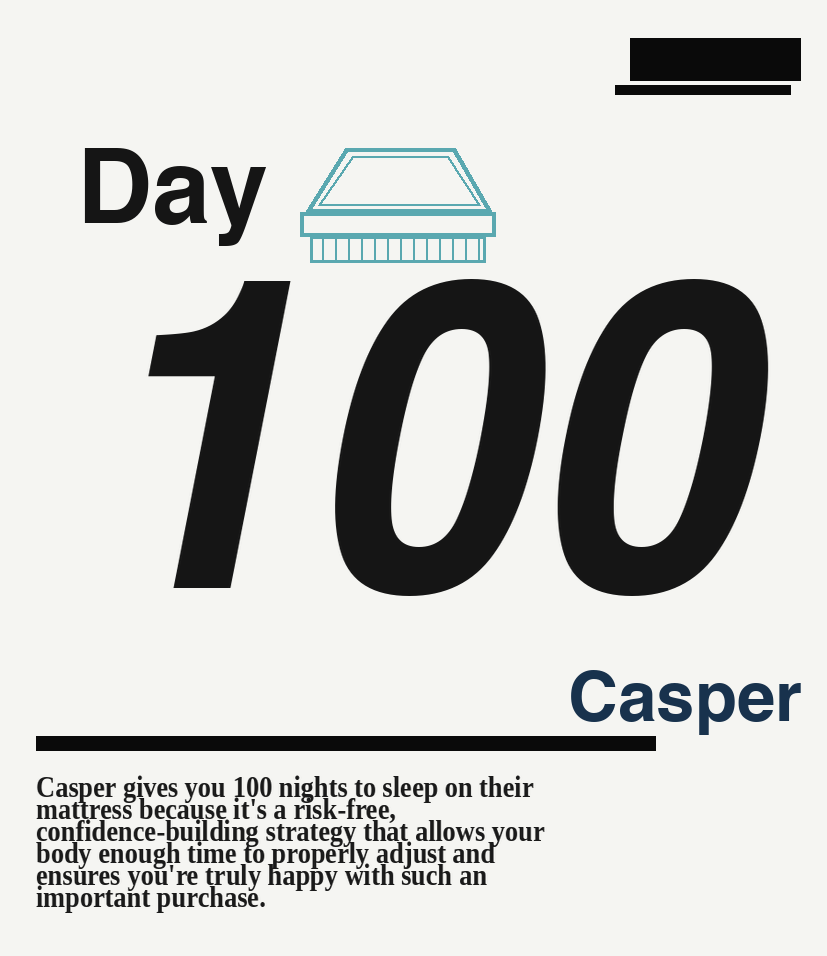 Day
100
Casper
Casper gives you 100 nights to sleep on their
mattress because it's a risk-free,
confidence-building strategy that allows your
body enough time to properly adjust and
ensures you're truly happy with such an
important purchase.